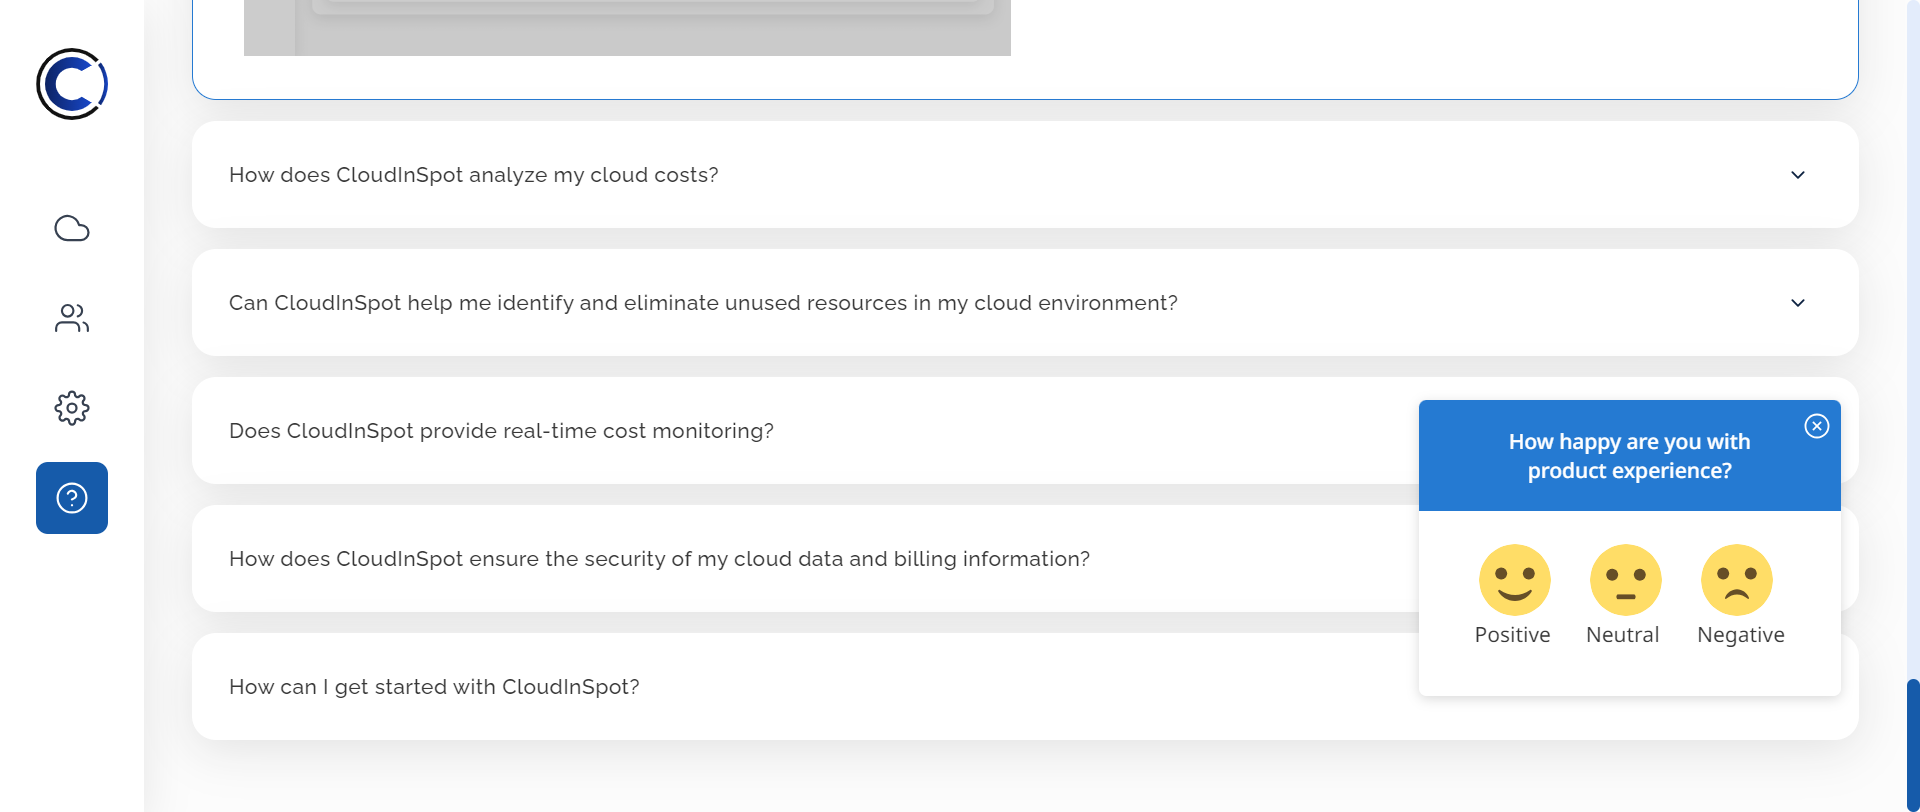 How does CloudInSpot analyze my cloud costs?
Can CloudInSpot help me identify and eliminate unused resources in my cloud environment?
Does CloudInSpot provide real-time cost monitoring?
How does CloudInSpot ensure the security of my cloud data and billing information?
How can I get started with CloudInSpot?
How happy are you with
product experience?
Positive
Neutral
Negative